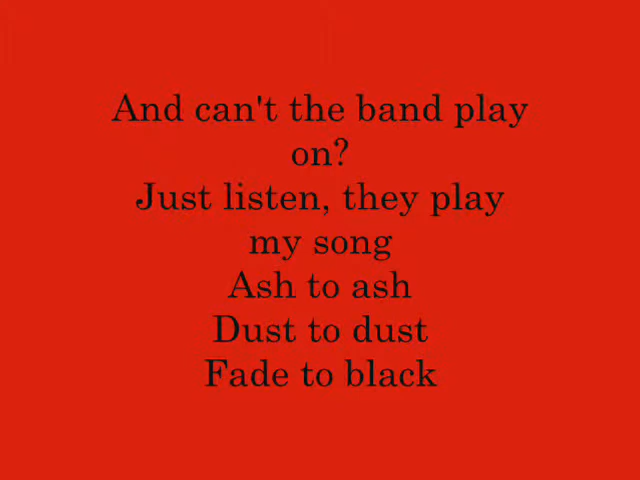 And can't the band play
on?
Just listen, they play
my song
Ash to ash
Dust to dust
Fade to black